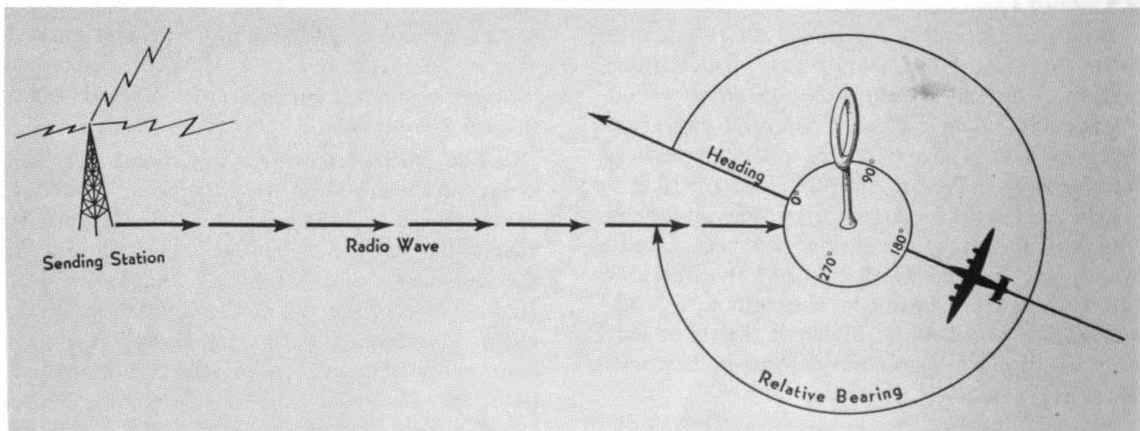 Heading
0°
90°
180°
270°
Radio Wave
Sending Station
Relative Bearing